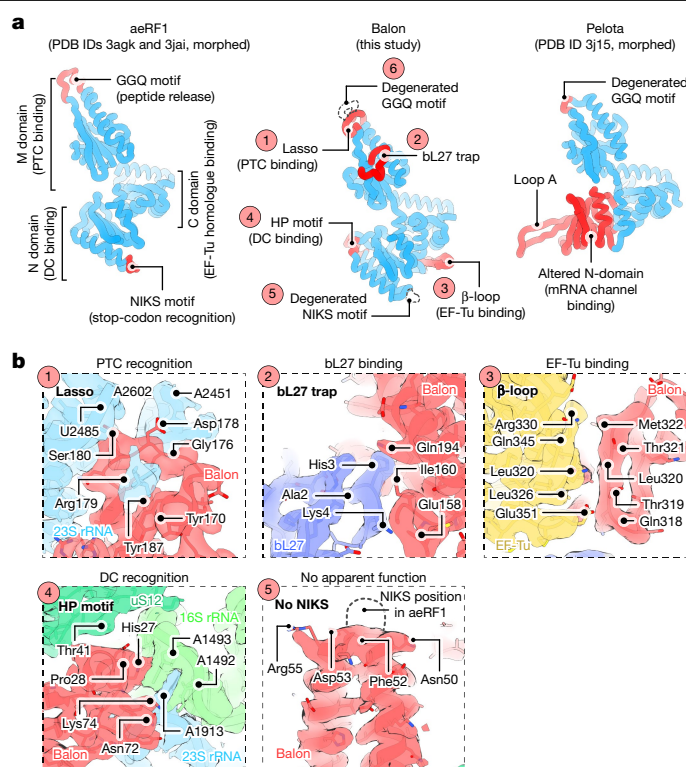 a
aeRF1
(PDB IDs 3agk and 3jai, morphed)
Balon
(this study)
Pelota
(PDB ID 3j15, morphed)
M domain
(PTC binding)
N domain
(DC binding)
GGQ motif
(peptide release)
C domain
(EF-Tu homologue binding)
NIKS motif
(stop-codon recognition)
6
Degenerated
GGQ motif
1
Lasso
(PTC binding)
2
bL27 trap
4
HP motif
(DC binding)
5
Degenerated
NIKS motif
3
β-loop
(EF-Tu binding)
Degenerated
GGQ motif
Loop A
Altered N-domain
(mRNA channel
binding)
b
PTC recognition
1
Lasso
A2602
A2451
U2485
Asp178
Ser180
Gly176
Balon
Arg179
Tyr170
23S rRNA
Tyr187
bL27 binding
2
bL27 trap
Balon
Gln194
His3
Ile160
Ala2
Glu158
Lys4
bL27
EF-Tu binding
3
β-loop
Balon
Arg330
Met322
Gln345
Thr321
Leu320
Leu320
Leu326
Thr319
Glu351
Gln318
EF-Tu
DC recognition
4
HP motif
uS12
16S rRNA
His27
A1493
Thr41
A1492
Pro28
Lys74
Asn72
A1913
Balon
23S rRNA
No apparent function
5
No NIKS
NIKS position
in aeRF1
Arg55
Asp53
Phe52
Asn50
Balon